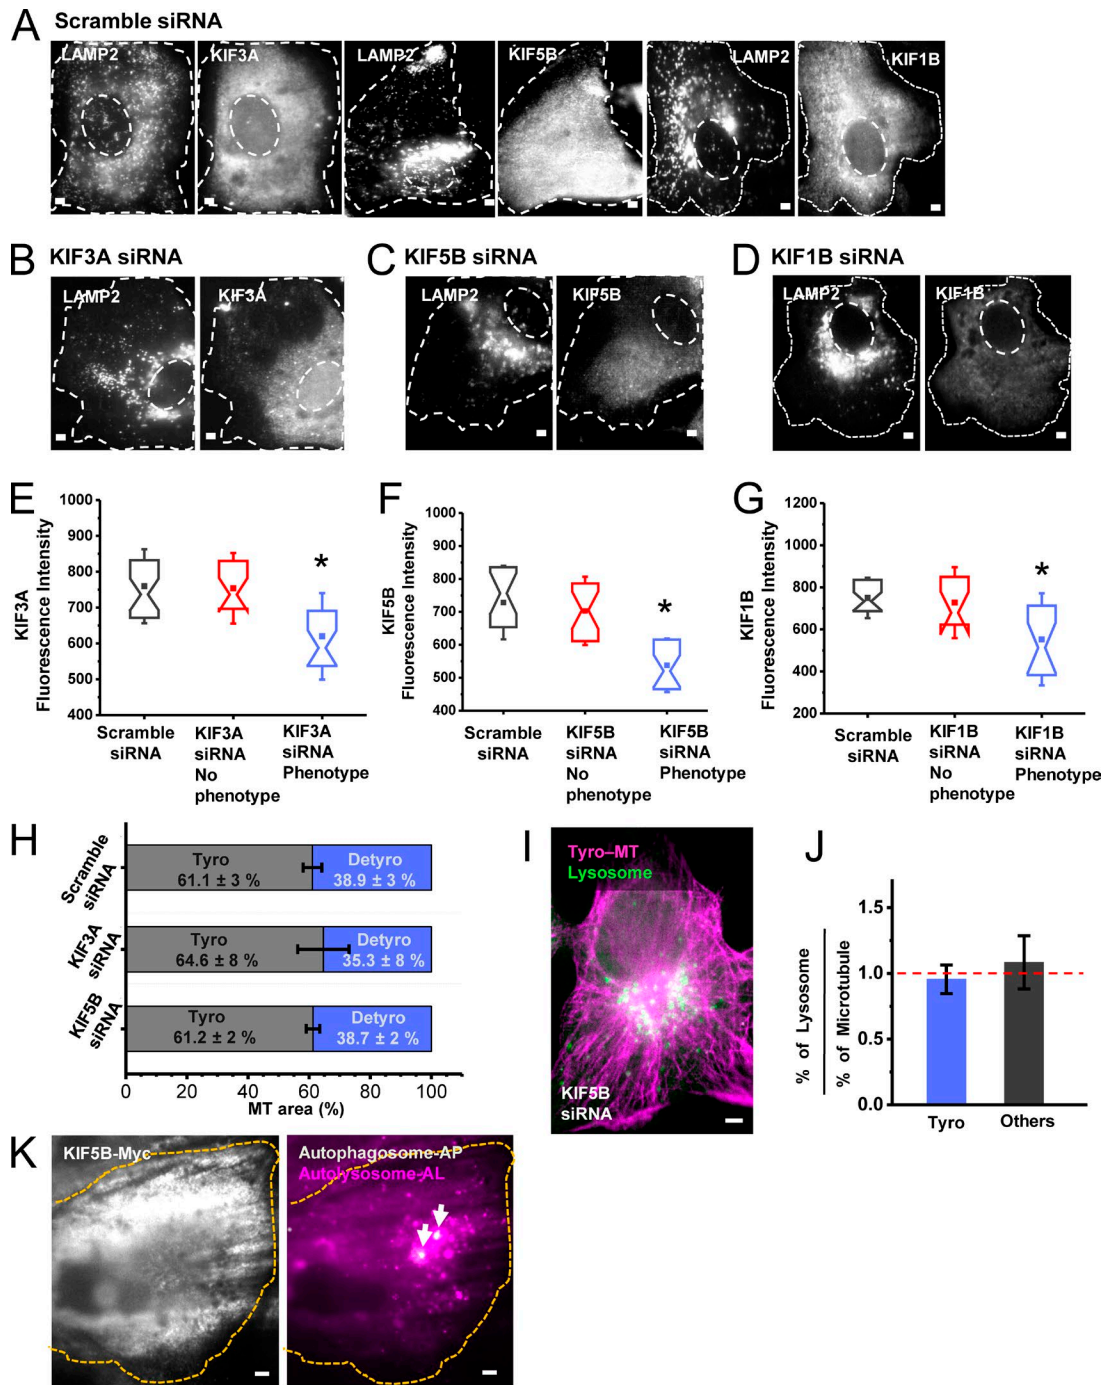 A Scramble siRNA
LAMP2 KIF3A LAMP2 KIF5B LAMP2 KIF1B
B KIF3A siRNA C KIF5B siRNA D KIF1B siRNA
LAMP2 KIF3A LAMP2 KIF5B LAMP2 KIF1B
E
KIF3A
Fluorescence Intensity
1000
900
800
700
600
500
400
*
Scramble siRNA
KIF3A siRNA No phenotype
KIF3A siRNA Phenotype
F
KIF5B
Fluorescence Intensity
1000
900
800
700
600
500
400
*
Scramble siRNA
KIF5B siRNA No phenotype
KIF5B siRNA Phenotype
G
KIF1B
Fluorescence Intensity
1200
1000
800
600
400
200
*
Scramble siRNA
KIF1B siRNA No phenotype
KIF1B siRNA Phenotype
H
Scramble siRNA
Tyro Detyro
61.1 ± 3 % 38.9 ± 3 %
KIF3A siRNA
Tyro Detyro
64.6 ± 8 % 35.3 ± 8 %
KIF5B siRNA
Tyro Detyro
61.2 ± 2 % 38.7 ± 2 %
0 20 40 60 80 100
MT area (%)
I
Tyro–MT
Lysosome
KIF5B
siRNA
J
% of Lysosome
% of Microtubule
1.5
1.0
0.5
0.0
Tyro Others
K
KIF5B-Myc
Autophagosome-AP
Autolysosome-AL